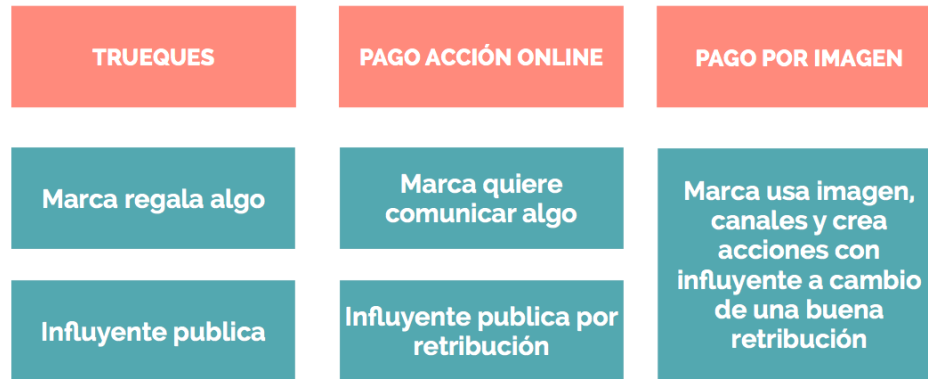 TRUEQUES
PAGO ACCIÓN ONLINE
PAGO POR IMAGEN
Marca regala algo
Marca quiere
comunicar algo
Marca usa imagen,
canales y crea
acciones con
influyente a cambio
de una buena
retribución
Influyente publica
Influyente publica por
retribución